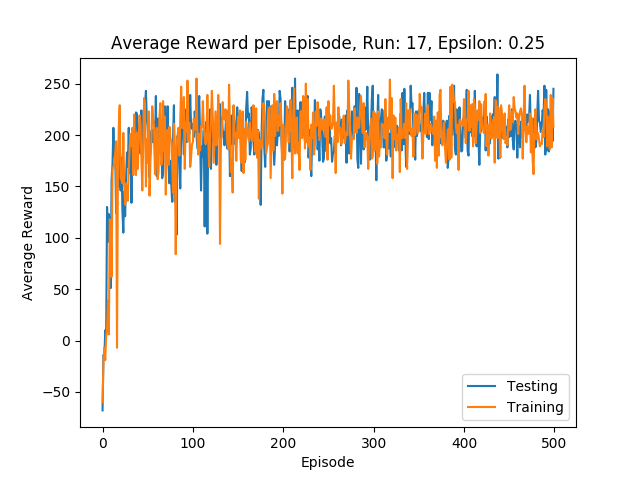 Average Reward per Episode, Run: 17, Epsilon: 0.25
Average Reward
250
200
150
100
50
0
−50
0 100 200 300 400 500
Episode
Testing
Training